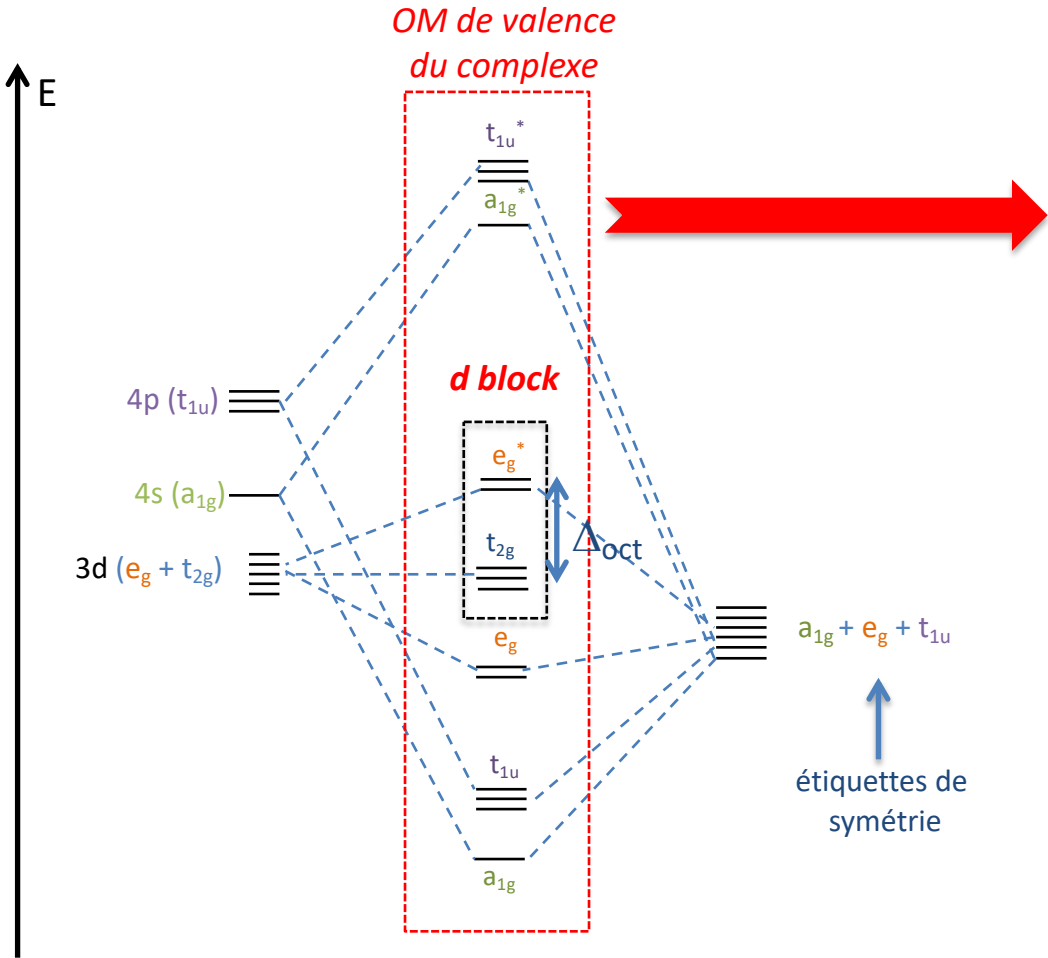 OM de valence
du complexe
E
t1u*
a1g*
d block
4p (t1u)
eg*
4s (a1g)
t2g
Δoct
3d (eg + t2g)
a1g + eg + t1u
eg
t1u
étiquettes de
symétrie
a1g